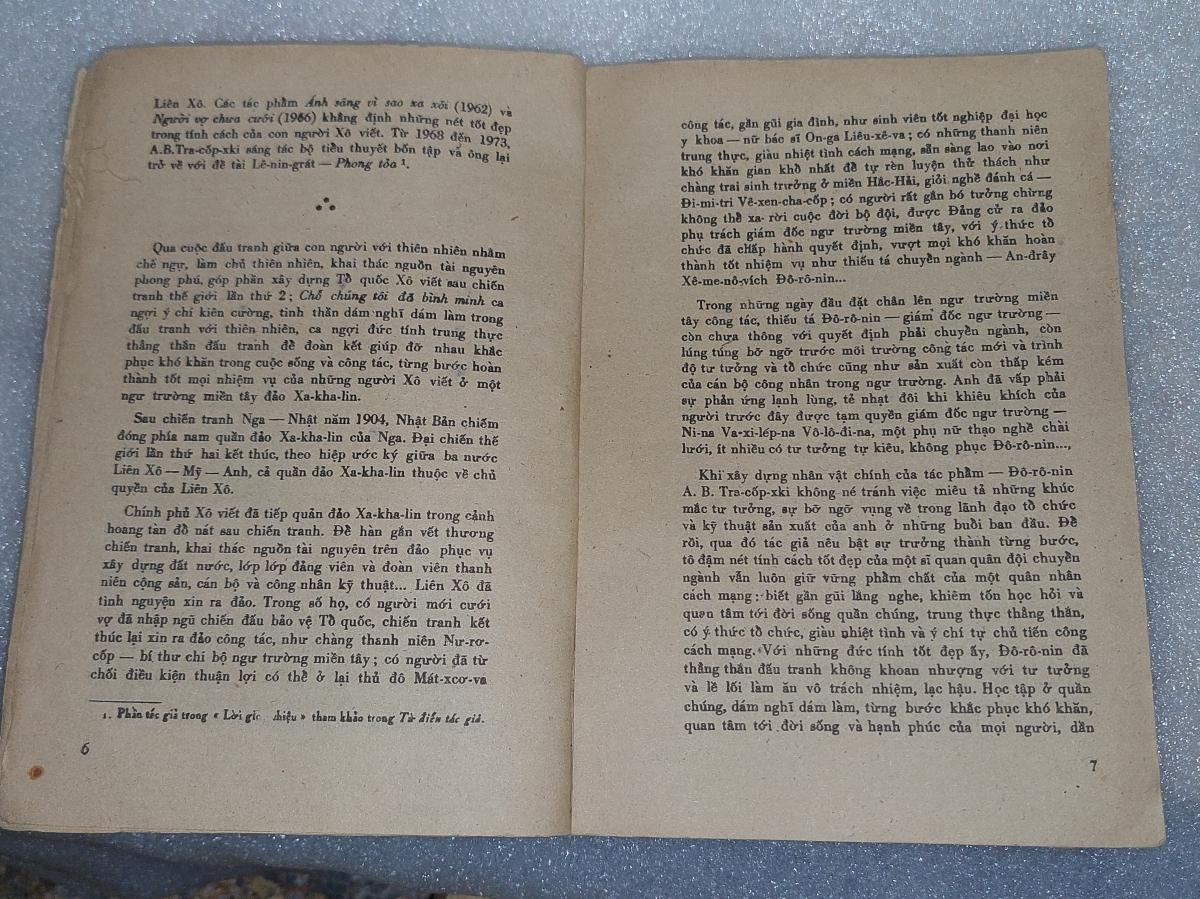 Liên Xô. Các tác phẩm Ánh sáng vì sao xa xôi (1962) và
Người vợ chưa cưới (1966) khẳng định những nét tốt đẹp
trong tính cách của con người Xô viết. Từ 1968 đến 1973,
A.B.Tra-cốp-xki sáng tác bộ tiểu thuyết bốn tập và ông lại
trở về với đề tài Lê-nin-grát — Phong tỏa ¹.
Qua cuộc đấu tranh giữa con người với thiên nhiên nhằm
chế ngự, làm chủ thiên nhiên, khai thác nguồn tài nguyên
phong phú, góp phần xây dựng Tổ quốc Xô viết sau chiến
tranh thế giới lần thứ 2 ; Chỗ chúng tôi đã bình minh ca
ngợi ý chí kiên cường, tinh thần dám nghĩ dám làm trong
đấu tranh với thiên nhiên, ca ngợi đức tính trung thực
thẳng thắn đấu tranh để đoàn kết giúp đỡ nhau khắc
phục khó khăn trong cuộc sống và công tác, từng bước hoàn
thành tốt mọi nhiệm vụ của những người Xô viết ở một
ngư trường miền tây đảo Xa-kha-lin.
Sau chiến tranh Nga — Nhật năm 1904, Nhật Bản chiếm
đóng phía nam quần đảo Xa-kha-lin của Nga. Đại chiến thế
giới lần thứ hai kết thúc, theo hiệp ước ký giữa ba nước
Liên Xô — Mỹ — Anh, cả quần đảo Xa-kha-lin thuộc về chủ
quyền của Liên Xô.
Chính phủ Xô viết đã tiếp quản đảo Xa-kha-lin trong cảnh
hoang tàn đổ nát sau chiến tranh. Để hàn gắn vết thương
chiến tranh, khai thác nguồn tài nguyên trên đảo phục vụ
xây dựng đất nước, lớp lớp đảng viên và đoàn viên thanh
niên cộng sản, cán bộ và công nhân kỹ thuật... Liên Xô đã
tình nguyện xin ra đảo. Trong số họ, có người mới cưới
vợ đã nhập ngũ chiến đấu bảo vệ Tổ quốc, chiến tranh kết
thúc lại xin ra đảo công tác, như chàng thanh niên Nư-rơ-
cốp — bí thư chi bộ ngư trường miền tây ; có người đã từ
chối điều kiện thuận lợi có thể ở lại thủ đô Mát-xcơ-va
1. Phần tác giả trong « Lời hiệu » tham khảo trong Từ điển tác giả.
6
công tác, gần gũi gia đình, như sinh viên tốt nghiệp đại học
y khoa — nữ bác sĩ On-ga Liêu-xê-va ; có những thanh niên
trung thực, giàu nhiệt tình cách mạng, sẵn sàng lao vào nơi
khó khăn gian khổ nhất để tự rèn luyện thử thách như
chàng trai sinh trưởng ở miền Hắc-Hải, giỏi nghề đánh cá —
Đi-mi-tri Vê-xen-cha-cốp ; có người rất gắn bó tưởng chừng
không thể xa rời cuộc đời bộ đội, được Đảng cử ra đảo
phụ trách giám đốc ngư trường miền tây, với ý thức tổ
chức đã chấp hành quyết định, vượt mọi khó khăn hoàn
thành tốt nhiệm vụ như thiếu tá chuyển ngành — An-đrây
Xê-me-nô-vích Đô-rô-nin...
Trong những ngày đầu đặt chân lên ngư trường miền
tây công tác, thiếu tá Đô-rô-nin — giám đốc ngư trường —
còn chưa thông với quyết định phải chuyển ngành, còn
lúng túng bỡ ngỡ trước môi trường công tác mới và trình
độ tư tưởng và tổ chức cũng như sản xuất còn thấp kém
của cán bộ công nhân trong ngư trường. Anh đã vấp phải
sự phản ứng lạnh lùng, tẻ nhạt đôi khi khiêu khích của
người trước đây được tạm quyền giám đốc ngư trường —
Ni-na Va-xi-lép-na Vô-lô-đi-na, một phụ nữ thạo nghề chài
lưới, ít nhiều có tư tưởng tự kiêu, không phục Đô-rô-nin...,
Khi xây dựng nhân vật chính của tác phẩm — Đô-rô-nin
A. B. Tra-cốp-xki không né tránh việc miêu tả những khúc
mắc tư tưởng, sự bỡ ngỡ vụng về trong lãnh đạo tổ chức
và kỹ thuật sản xuất của anh ở những buổi ban đầu. Để
rồi, qua đó tác giả nêu bật sự trưởng thành từng bước,
tô đậm nét tính cách tốt đẹp của một sĩ quan quân đội chuyển
ngành vẫn luôn giữ vững phẩm chất của một quân nhân
cách mạng : biết gần gũi lắng nghe, khiêm tốn học hỏi và
quan tâm tới đời sống quần chúng, trung thực thẳng thắn,
có ý thức tổ chức, giàu nhiệt tình và ý chí tự chủ tiến công
cách mạng. Với những đức tính tốt đẹp ấy, Đô-rô-nin đã
thẳng thắn đấu tranh không khoan nhượng với tư tưởng
và lề lối làm ăn vô trách nhiệm, lạc hậu. Học tập ở quần
chúng, dám nghĩ dám làm, từng bước khắc phục khó khăn,
quan tâm tới đời sống và hạnh phúc của mọi người, dần
7